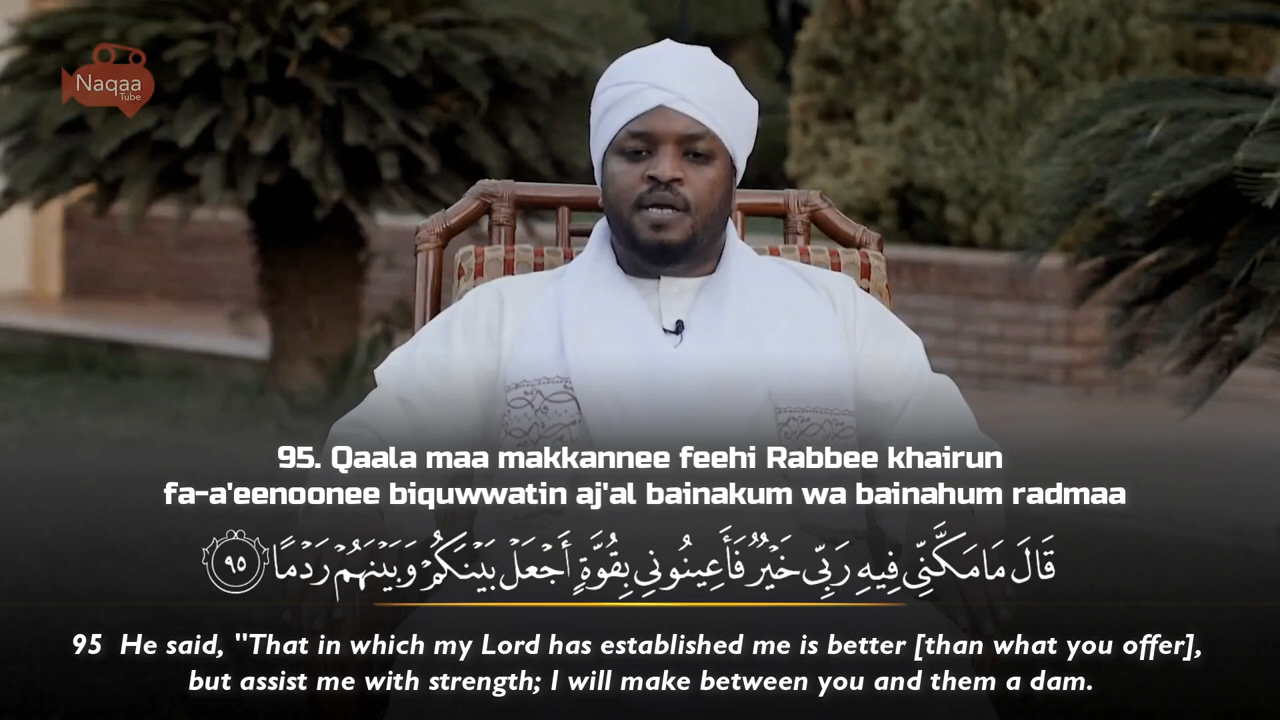 Naqaa
Tube
95. Qaala maa makkannee feehi Rabbee khairun
fa-a'eenoonee biquwwatin aj'al bainakum wa bainahum radmaa
قَالَ مَا مَكَّنِّي فِيهِ رَبِّي خَيْرٌ فَأَعِينُونِي بِقُوَّةٍ أَجْعَلْ بَيْنَكُمْ وَبَيْنَهُمْ رَدْمًا ٩٥
95 He said, "That in which my Lord has established me is better [than what you offer],
but assist me with strength; I will make between you and them a dam.